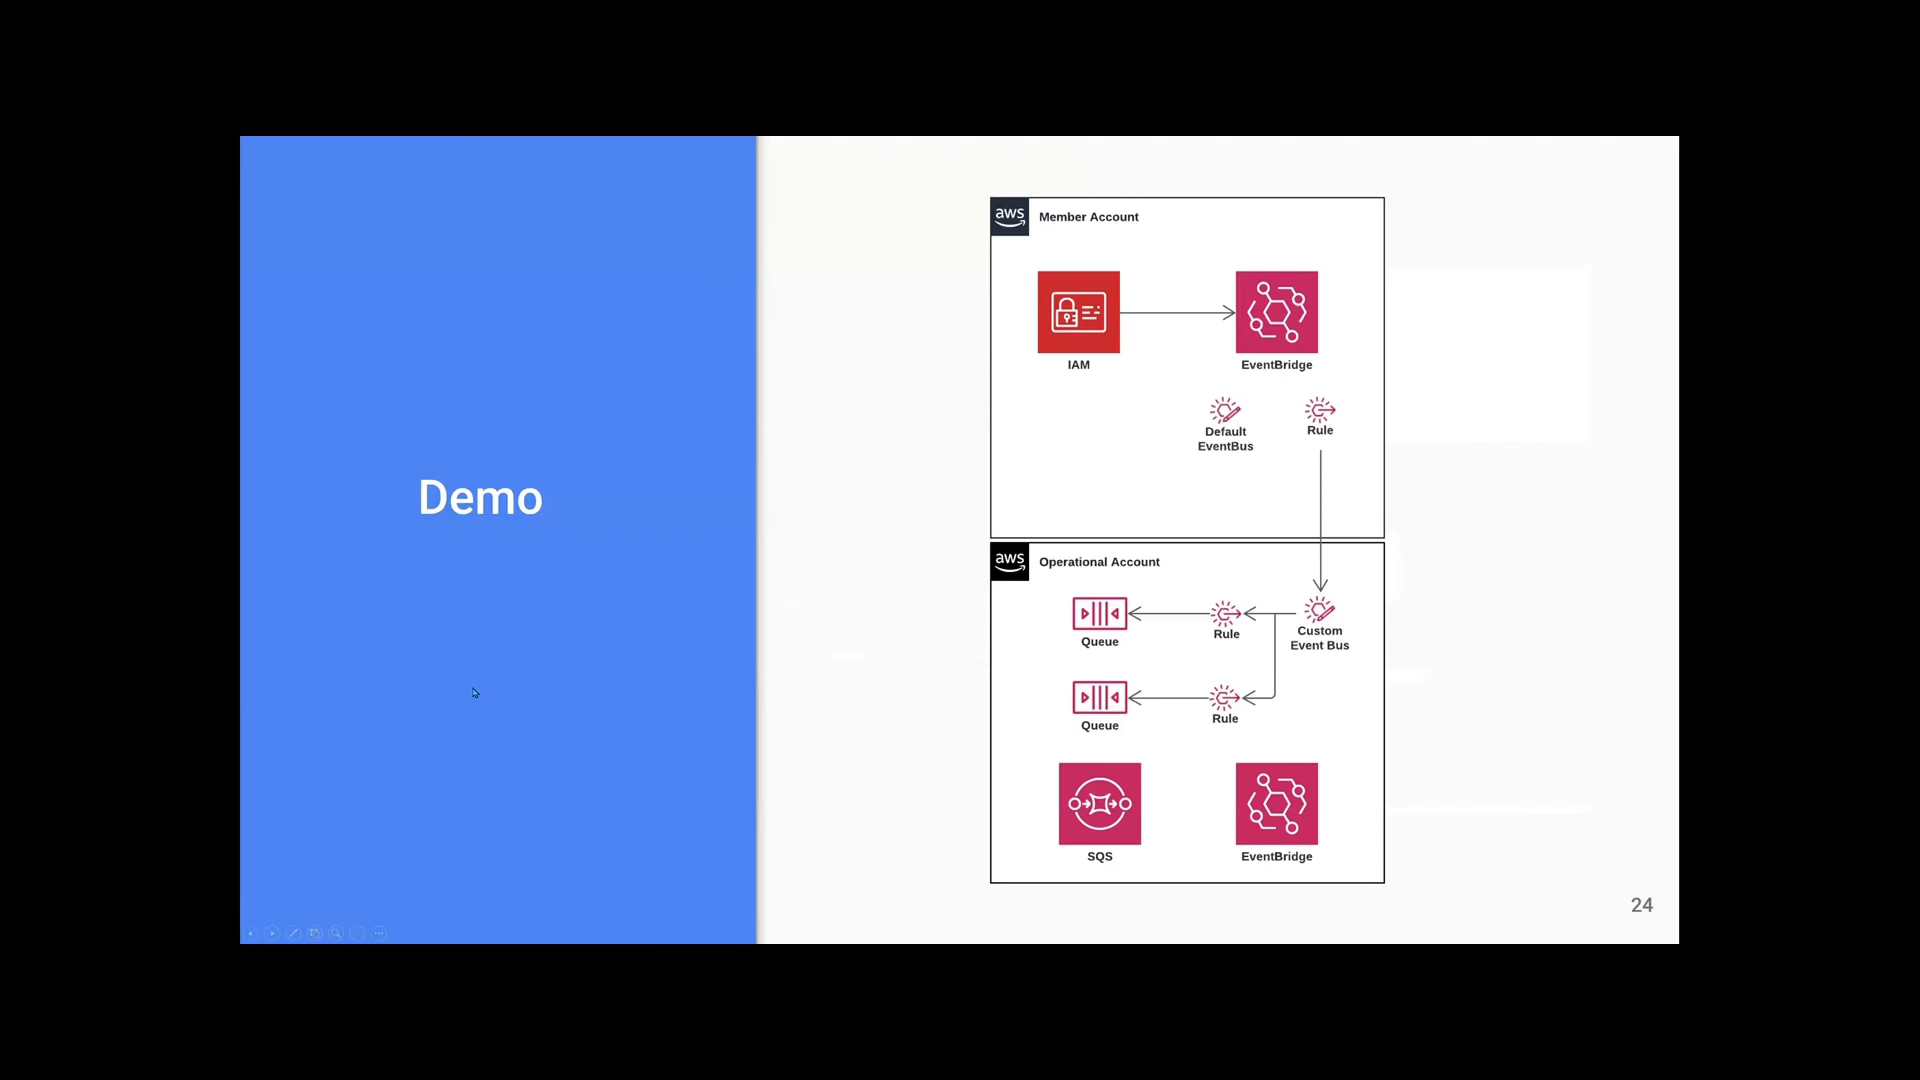 Demo
aws
Member Account
IAM
EventBridge
Default
EventBus
Rule
aws
Operational Account
Queue
Rule
Custom
Event Bus
Queue
Rule
SQS
EventBridge
24